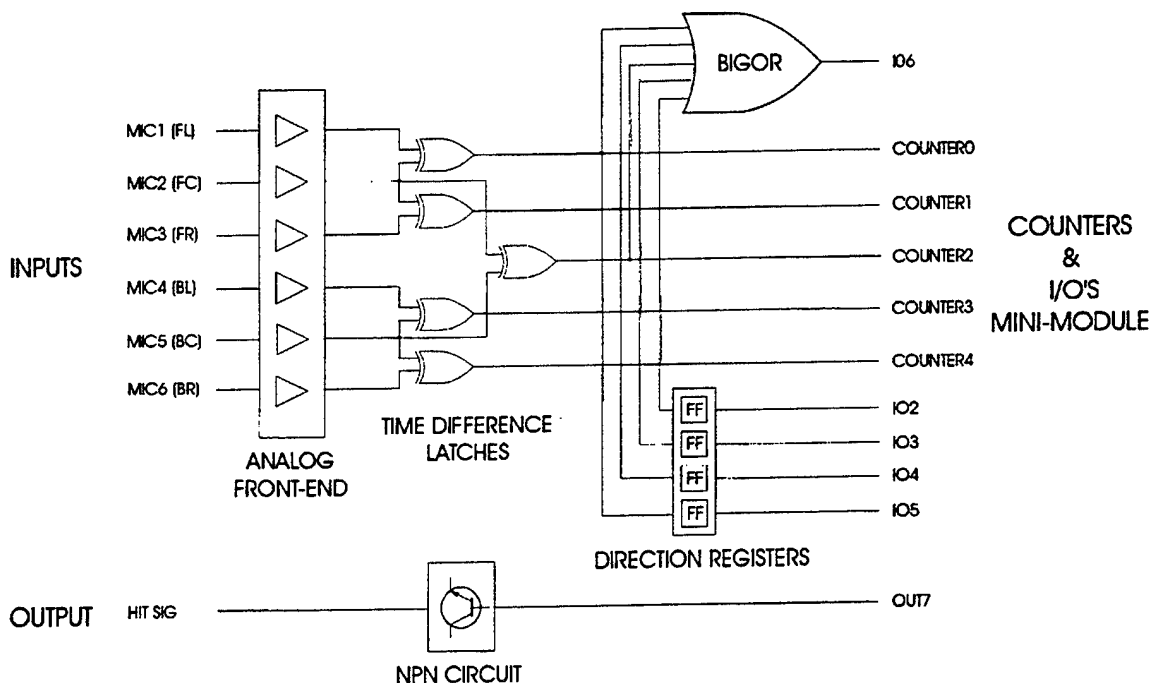 BIGOR
IO6
MIC1 (FL)
MIC2 (FC)
MIC3 (FR)
MIC4 (BL)
MIC5 (BC)
MIC6 (BR)
INPUTS
ANALOG
FRONT-END
TIME DIFFERENCE
LATCHES
COUNTER0
COUNTER1
COUNTER2
COUNTER3
COUNTER4
COUNTERS
&
I/O'S
MINI-MODULE
FF
IO2
FF
IO3
FF
IO4
FF
IO5
DIRECTION REGISTERS
OUTPUT
HIT SIG
OUT7
NPN CIRCUIT